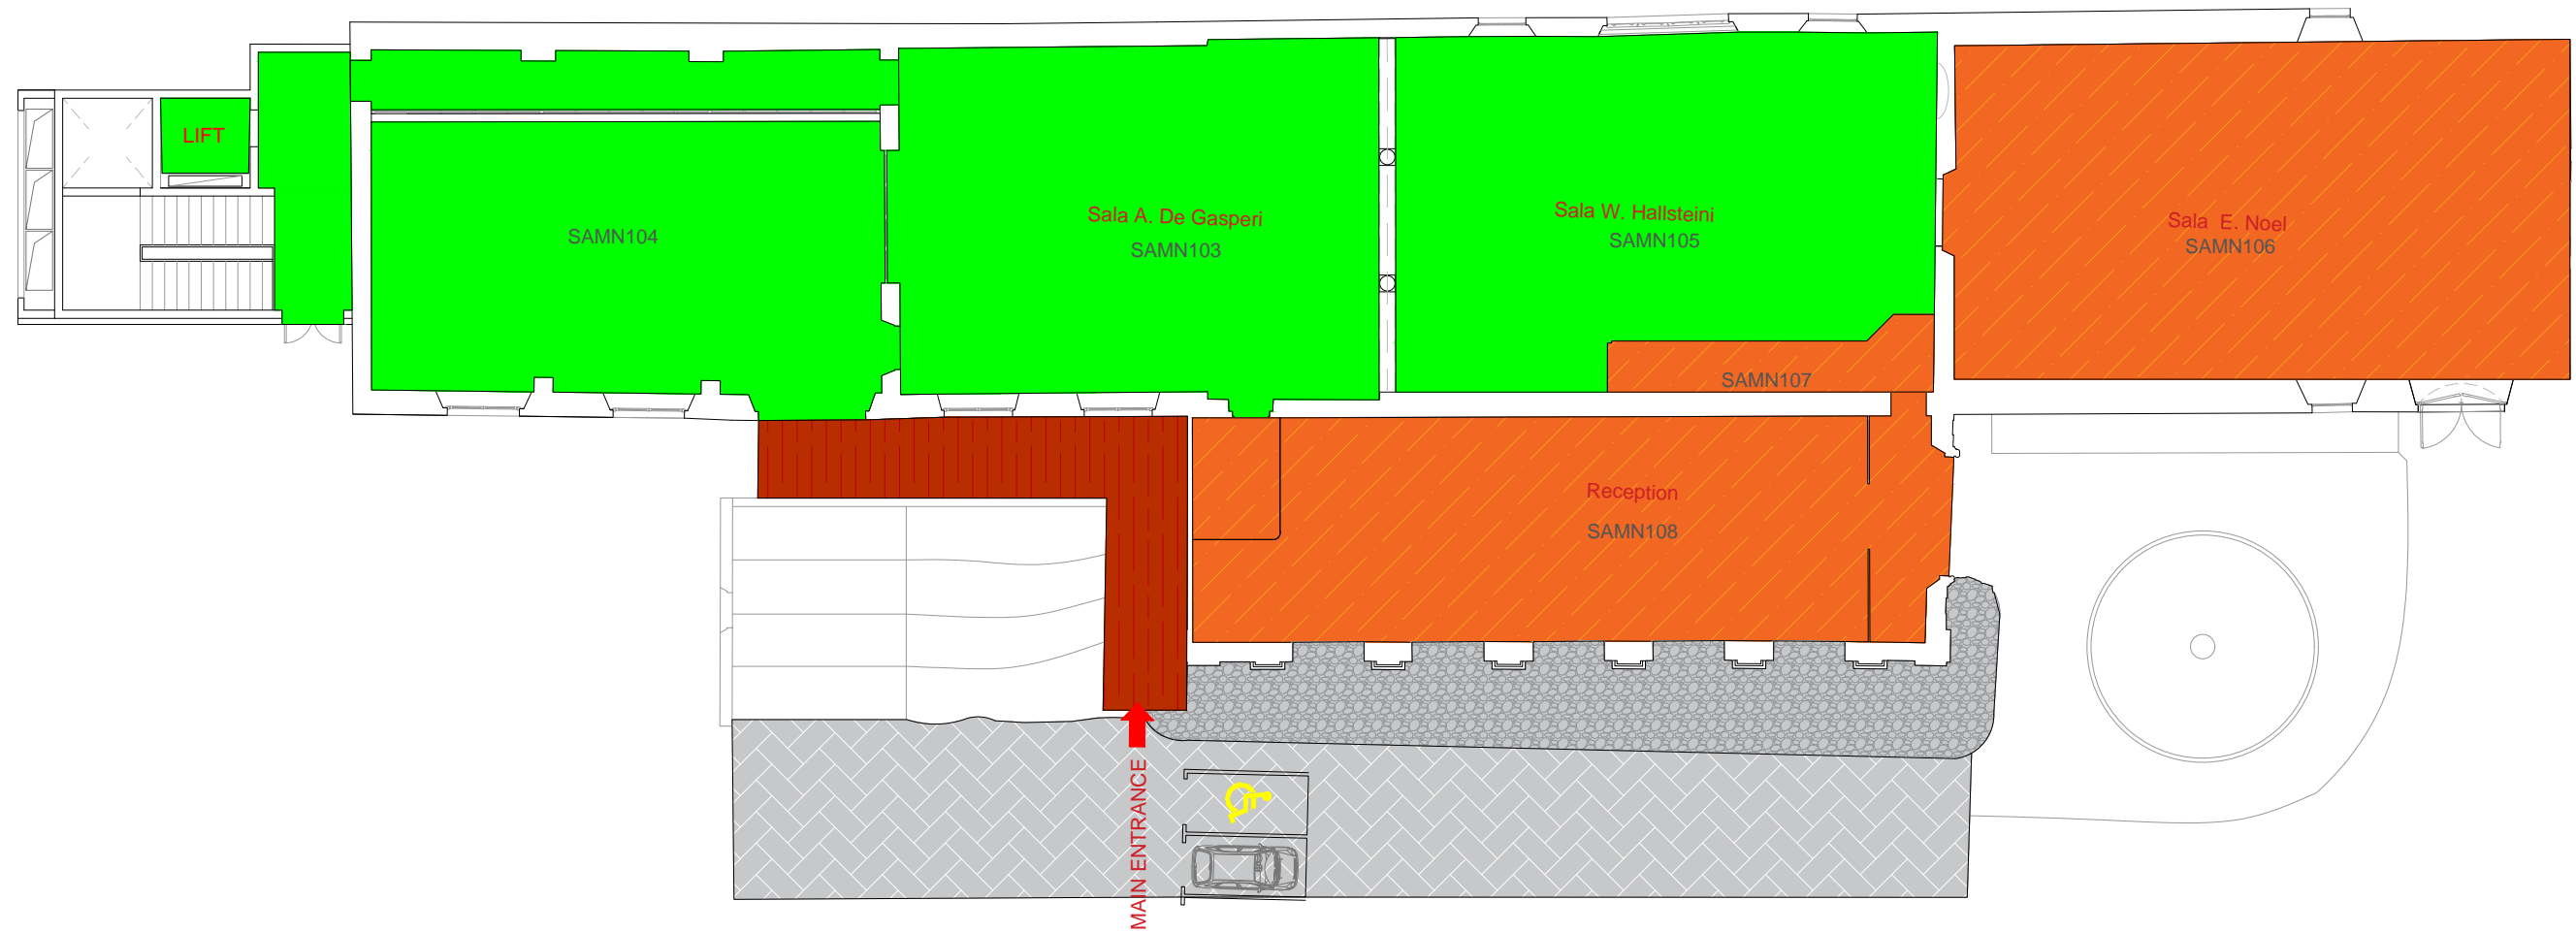 LIFT
SAMN104
Sala A. De Gasperi
SAMN103
Sala W. Hallsteini
SAMN105
Sala E. Noel
SAMN106
SAMN107
Reception
SAMN108
MAIN ENTRANCE